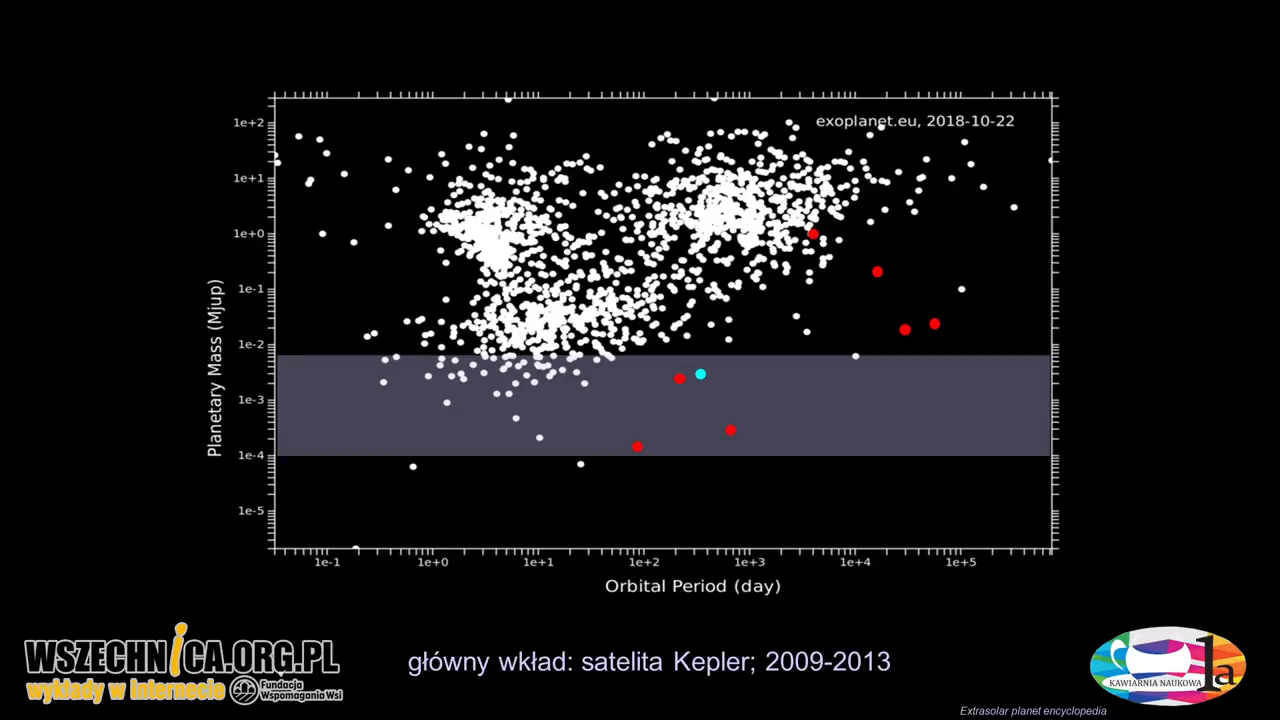 exoplanet.eu, 2018-10-22
1e+2
1e+1
1e+0
1e-1
1e-2
1e-3
1e-4
1e-5
Planetary Mass (Mjup)
1e-1 1e+0 1e+1 1e+2 1e+3 1e+4 1e+5
Orbital Period (day)
WSZECHNiCA.ORG.PL
wykłady w internecie
Fundacja
Wspomagania Wsi
główny wkład: satelita Kepler; 2009-2013
KAWIARNIA NAUKOWA 1a
Extrasolar planet encyclopedia